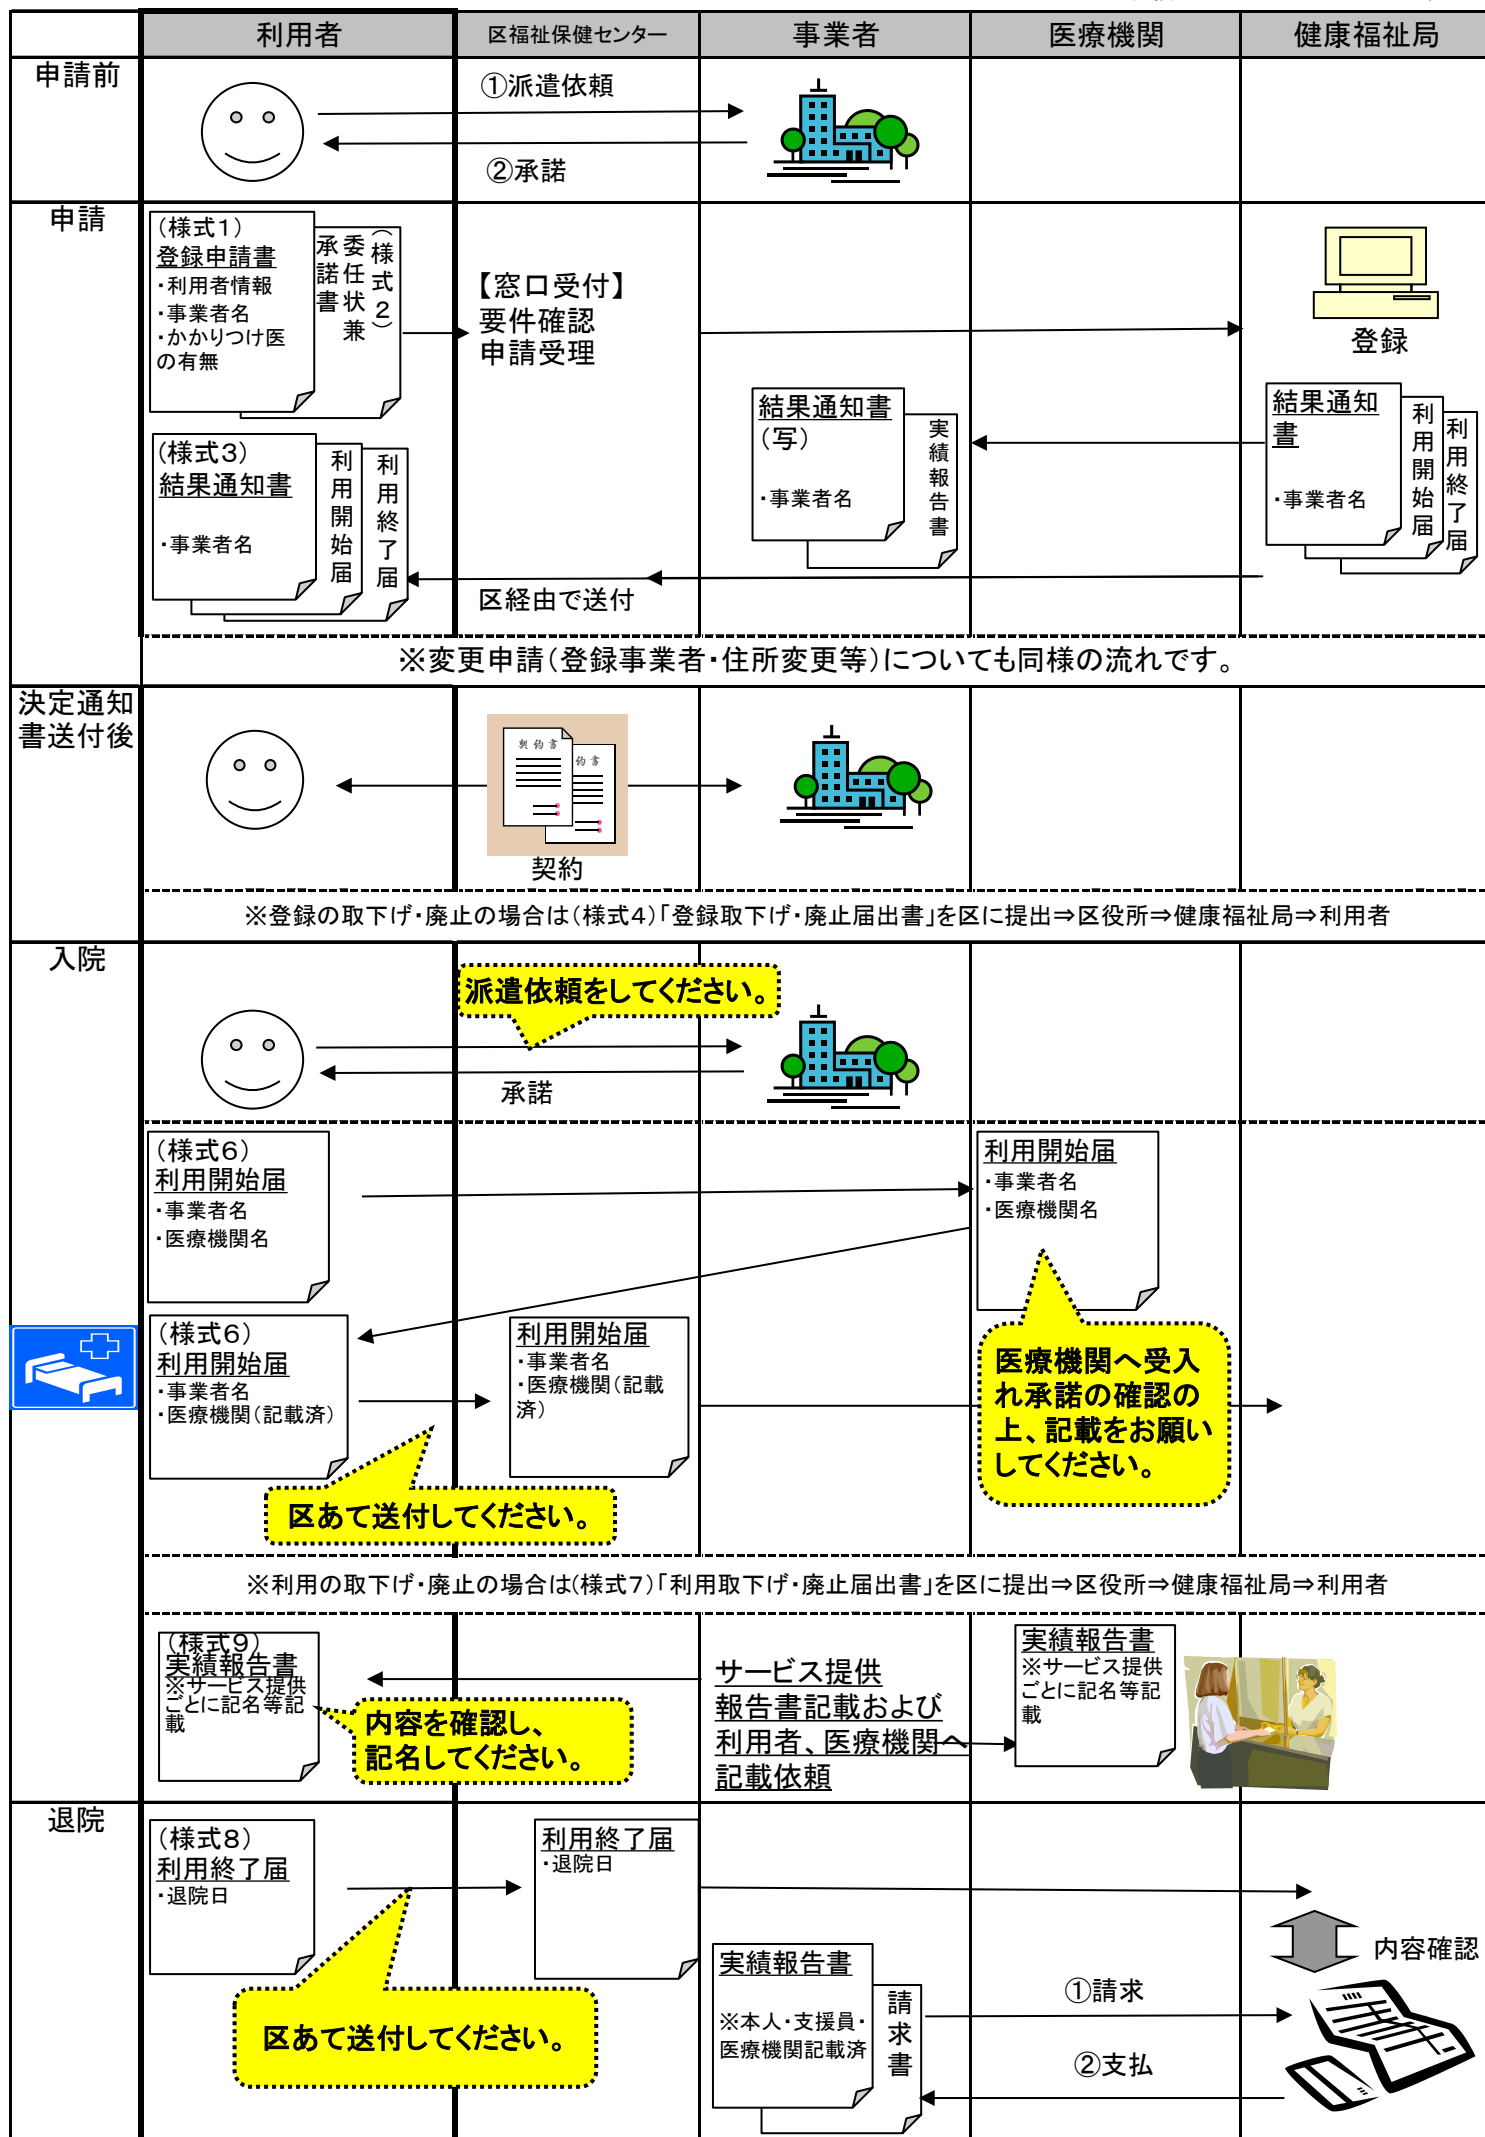 利用者
区福祉保健センター
事業者
医療機関
健康福祉局
申請前
①派遣依頼
②承諾
申請
(様式1)
登録申請書
・利用者情報
・事業者名
・かかりつけ医
の有無
(様式2)
委任状兼
承諾書
【窓口受付】
要件確認
申請受理
登録
(様式3)
結果通知書
・事業者名
利用開始届
利用終了届
結果通知書
(写)
・事業者名
実績報告書
結果通知
書
・事業者名
利用開始届
利用終了届
区経由で送付
※変更申請(登録事業者・住所変更等)についても同様の流れです。
決定通知
書送付後
契約書
約書
契約
※登録の取下げ・廃止の場合は(様式4)「登録取下げ・廃止届出書」を区に提出⇒区役所⇒健康福祉局⇒利用者
入院
派遣依頼をしてください。
承諾
(様式6)
利用開始届
・事業者名
・医療機関名
利用開始届
・事業者名
・医療機関名
(様式6)
利用開始届
・事業者名
・医療機関(記載済)
利用開始届
・事業者名
・医療機関(記載
済)
医療機関へ受入
れ承諾の確認の
上、記載をお願い
してください。
区あて送付してください。
※利用の取下げ・廃止の場合は(様式7)「利用取下げ・廃止届出書」を区に提出⇒区役所⇒健康福祉局⇒利用者
(様式9)
実績報告書
※サービス提供
ごとに記名等記
載
内容を確認し、
記名してください。
サービス提供
報告書記載および
利用者、医療機関へ
記載依頼
実績報告書
※サービス提供
ごとに記名等記
載
退院
(様式8)
利用終了届
・退院日
利用終了届
・退院日
区あて送付してください。
内容確認
実績報告書
※本人・支援員・
医療機関記載済
請求書
①請求
②支払